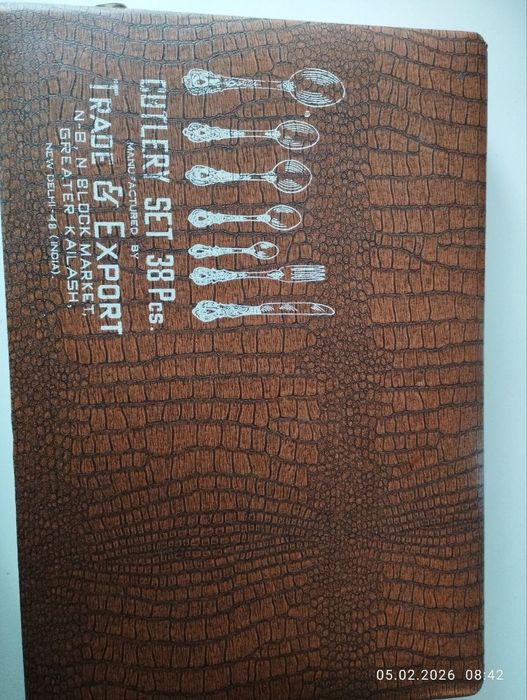 CUTLERY SET 38 PCS.
MANUFACTURED BY
TRADE & EXPORT
N 8, N BLOCK MARKET,
GREATER KAILASH,
NEW DELHI-48 (INDIA).
05.02.2026 08:42